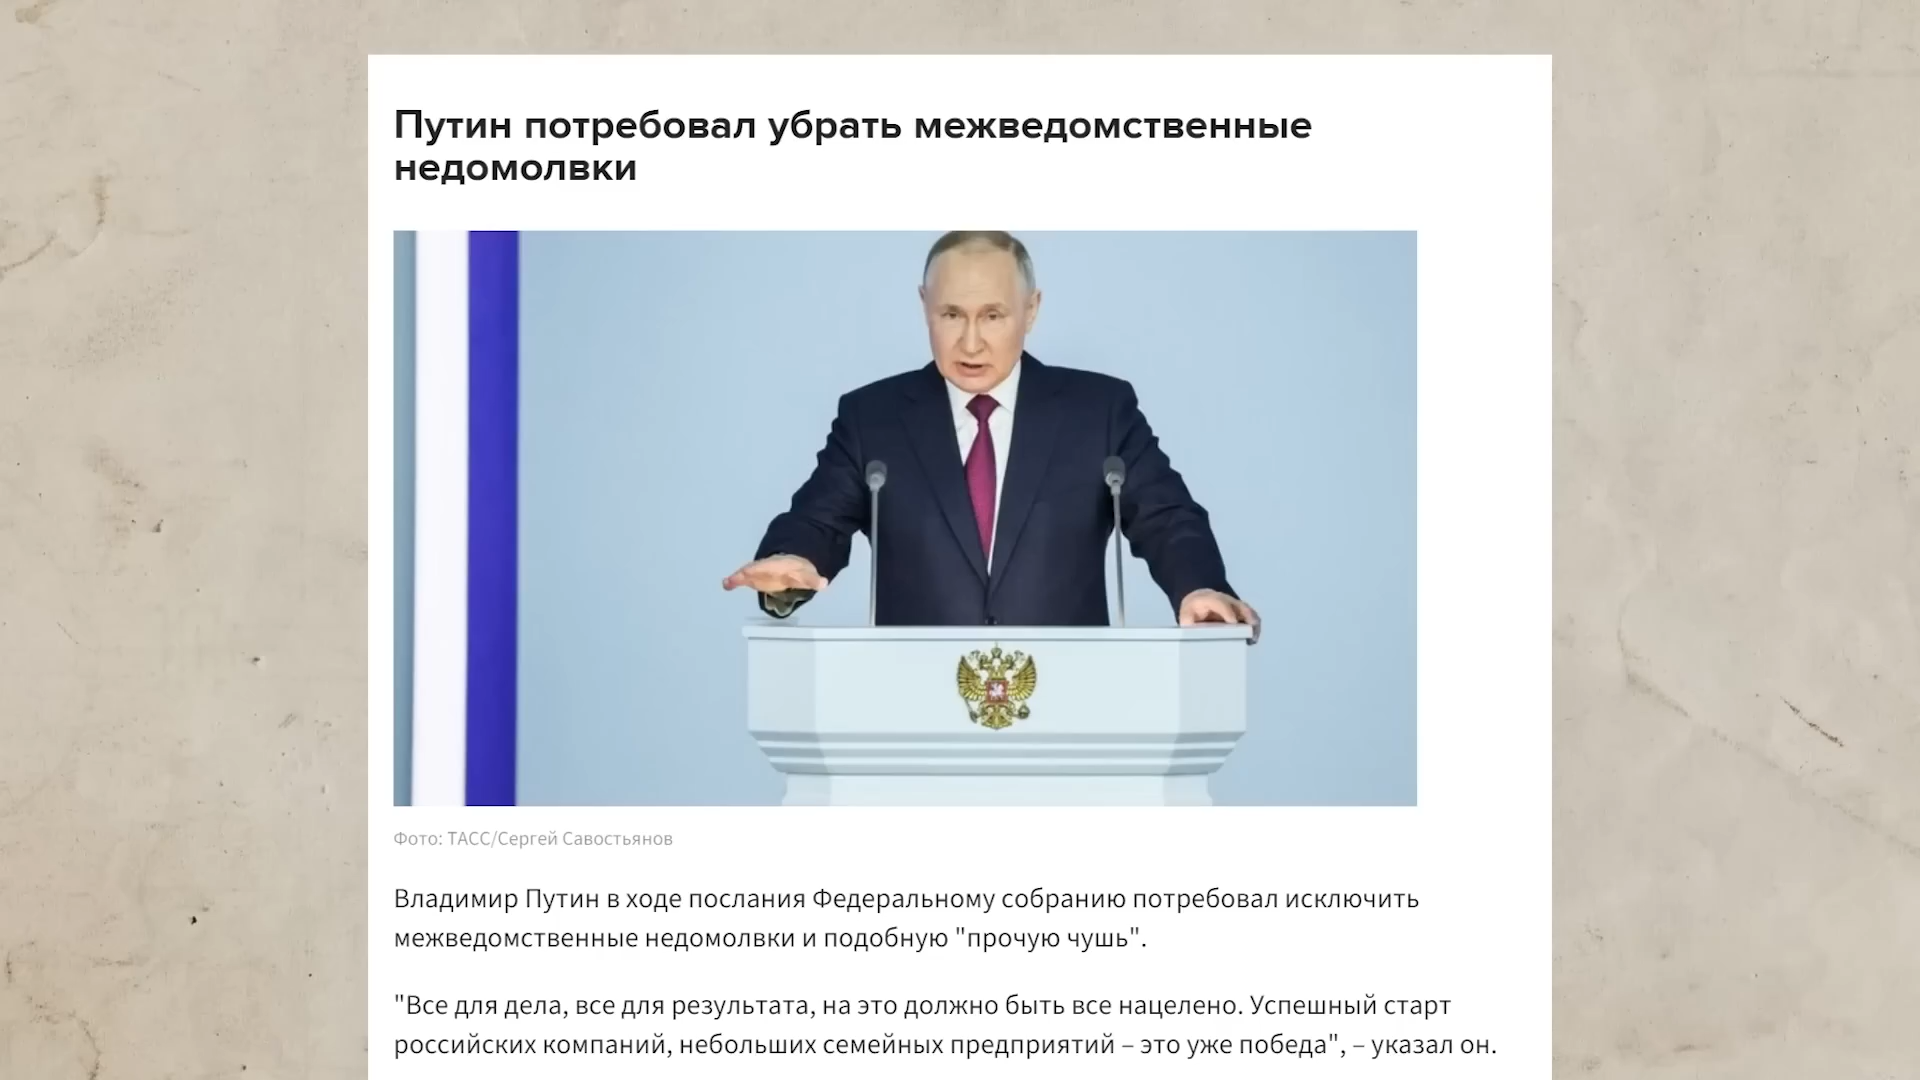 Путин потребовал убрать межведомственные
недомолвки
Фото: ТАСС/Сергей Савостьянов
Владимир Путин в ходе послания Федеральному собранию потребовал исключить
межведомственные недомолвки и подобную "прочую чушь".
"Все для дела, все для результата, на это должно быть все нацелено. Успешный старт
российских компаний, небольших семейных предприятий – это уже победа", – указал он.